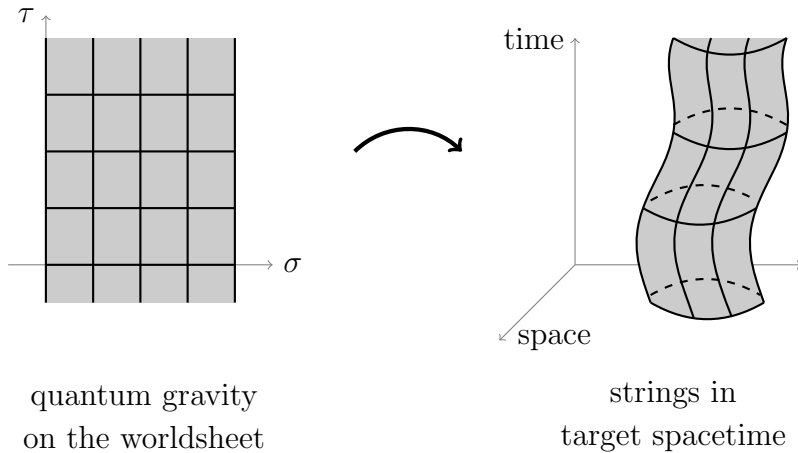 τ
σ
time
space
quantum gravity
on the worldsheet
strings in
target spacetime